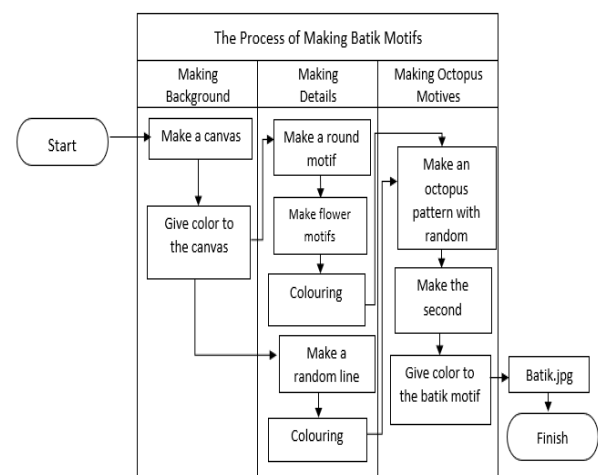 The Process of Making Batik Motifs
Making
Background
Making
Details
Making Octopus
Motives
Start
Make a canvas
Give color to
the canvas
Make a round
motif
Make flower
motifs
Colouring
Make a
random line
Colouring
Make an
octopus
pattern with
random
Make the
second
Give color to
the batik motif
Batik.jpg
Finish